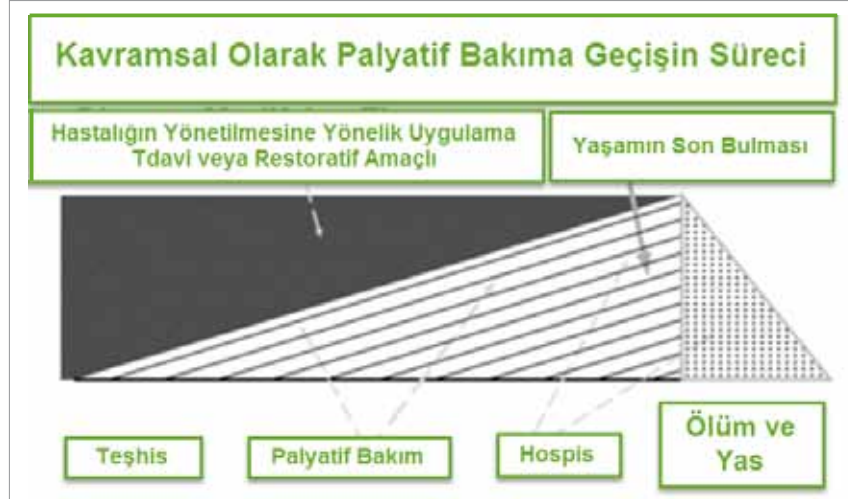 Kavramsal Olarak Palyatif Bakıma Geçişin Süreci
Hastalığın Yönetilmesine Yönelik Uygulama
Tdavi veya Restoratif Amaçlı
Yaşamın Son Bulması
Teşhis
Palyatif Bakım
Hospis
Ölüm ve
Yas